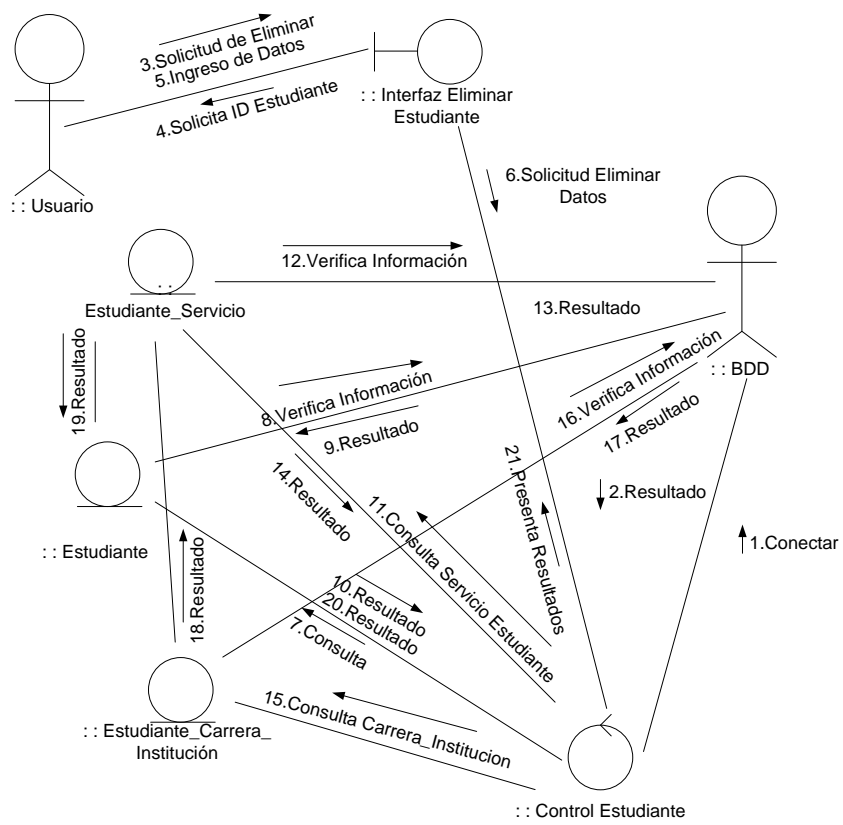 3.Solicitud de Eliminar
5.Ingreso de Datos
4.Solicita ID Estudiante
: : Interfaz Eliminar
Estudiante
: : Usuario
6.Solicitud Eliminar
Datos
12.Verifica Información
: :
Estudiante_Servicio
13.Resultado
: : BDD
19.Resultado
8.Verifica Información
9.Resultado
16.Verifica Información
17.Resultado
14.Resultado
11.Consulta Servicio Estudiante
21.Presenta Resultados
2.Resultado
1.Conectar
: : Estudiante
18.Resultado
10.Resultado
20.Resultado
7.Consulta
15.Consulta Carrera_Institucion
: : Estudiante_Carrera_
Institución
: : Control Estudiante